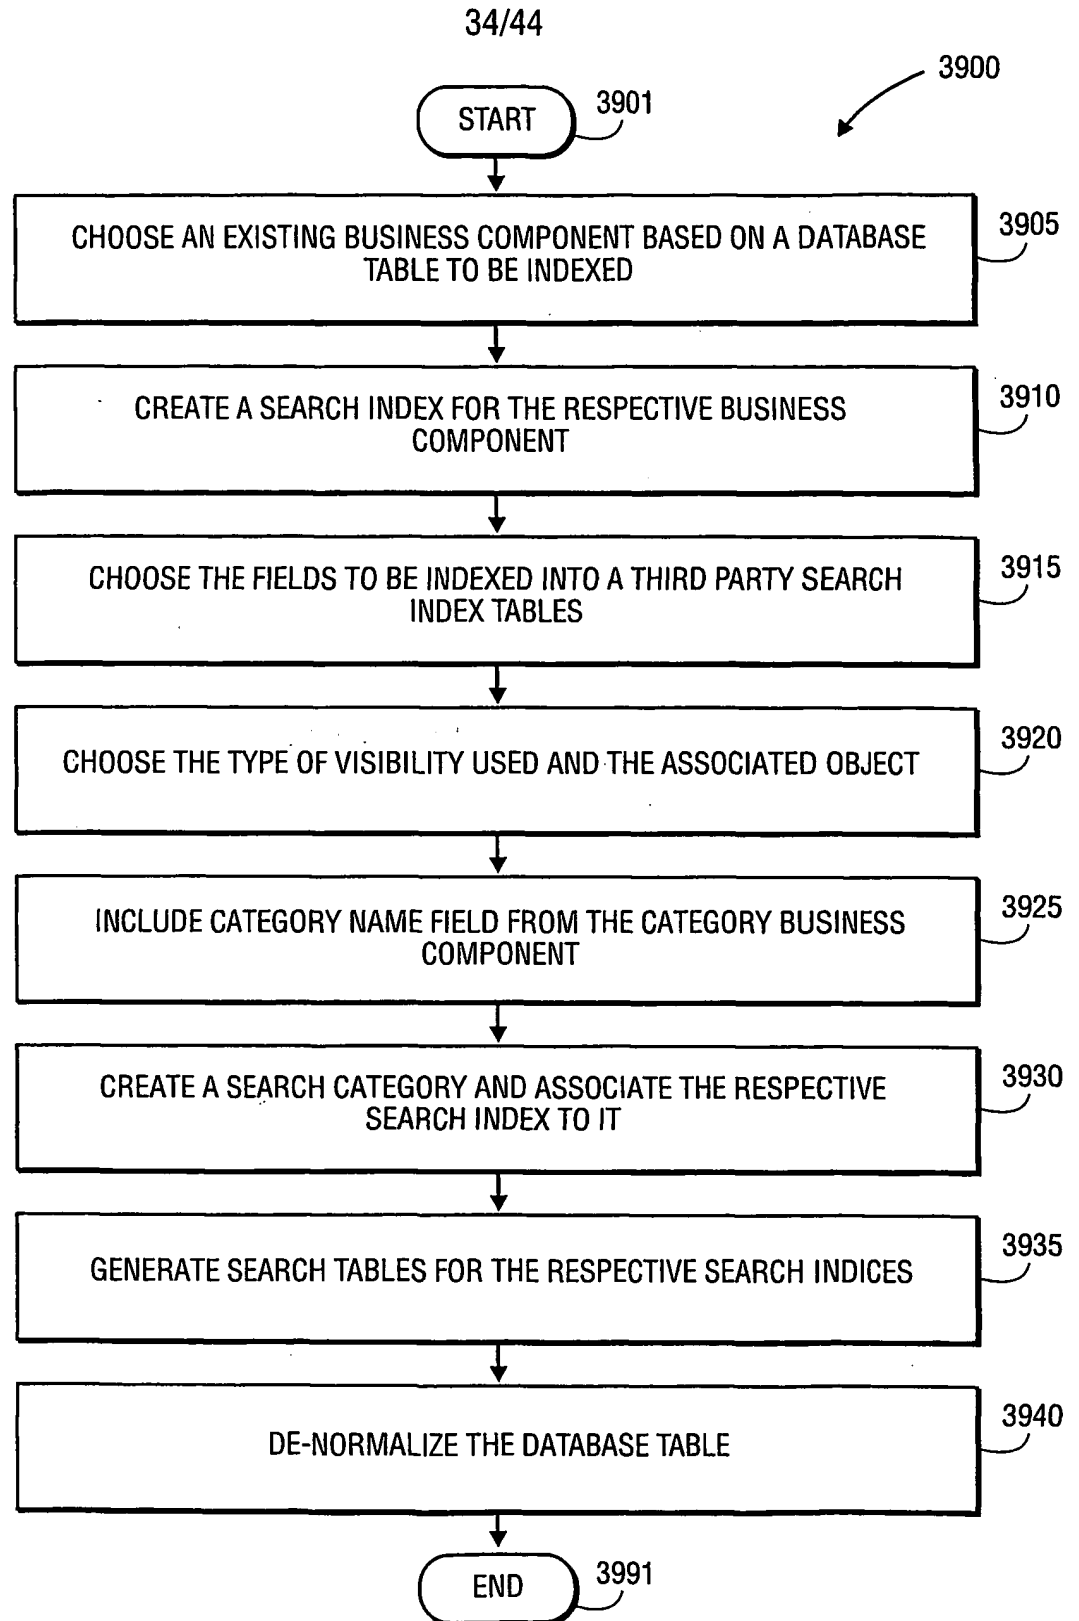 34/44
3900
START
3901
CHOOSE AN EXISTING BUSINESS COMPONENT BASED ON A DATABASE
TABLE TO BE INDEXED
3905
CREATE A SEARCH INDEX FOR THE RESPECTIVE BUSINESS
COMPONENT
3910
CHOOSE THE FIELDS TO BE INDEXED INTO A THIRD PARTY SEARCH
INDEX TABLES
3915
CHOOSE THE TYPE OF VISIBILITY USED AND THE ASSOCIATED OBJECT
3920
INCLUDE CATEGORY NAME FIELD FROM THE CATEGORY BUSINESS
COMPONENT
3925
CREATE A SEARCH CATEGORY AND ASSOCIATE THE RESPECTIVE
SEARCH INDEX TO IT
3930
GENERATE SEARCH TABLES FOR THE RESPECTIVE SEARCH INDICES
3935
DE-NORMALIZE THE DATABASE TABLE
3940
END
3991